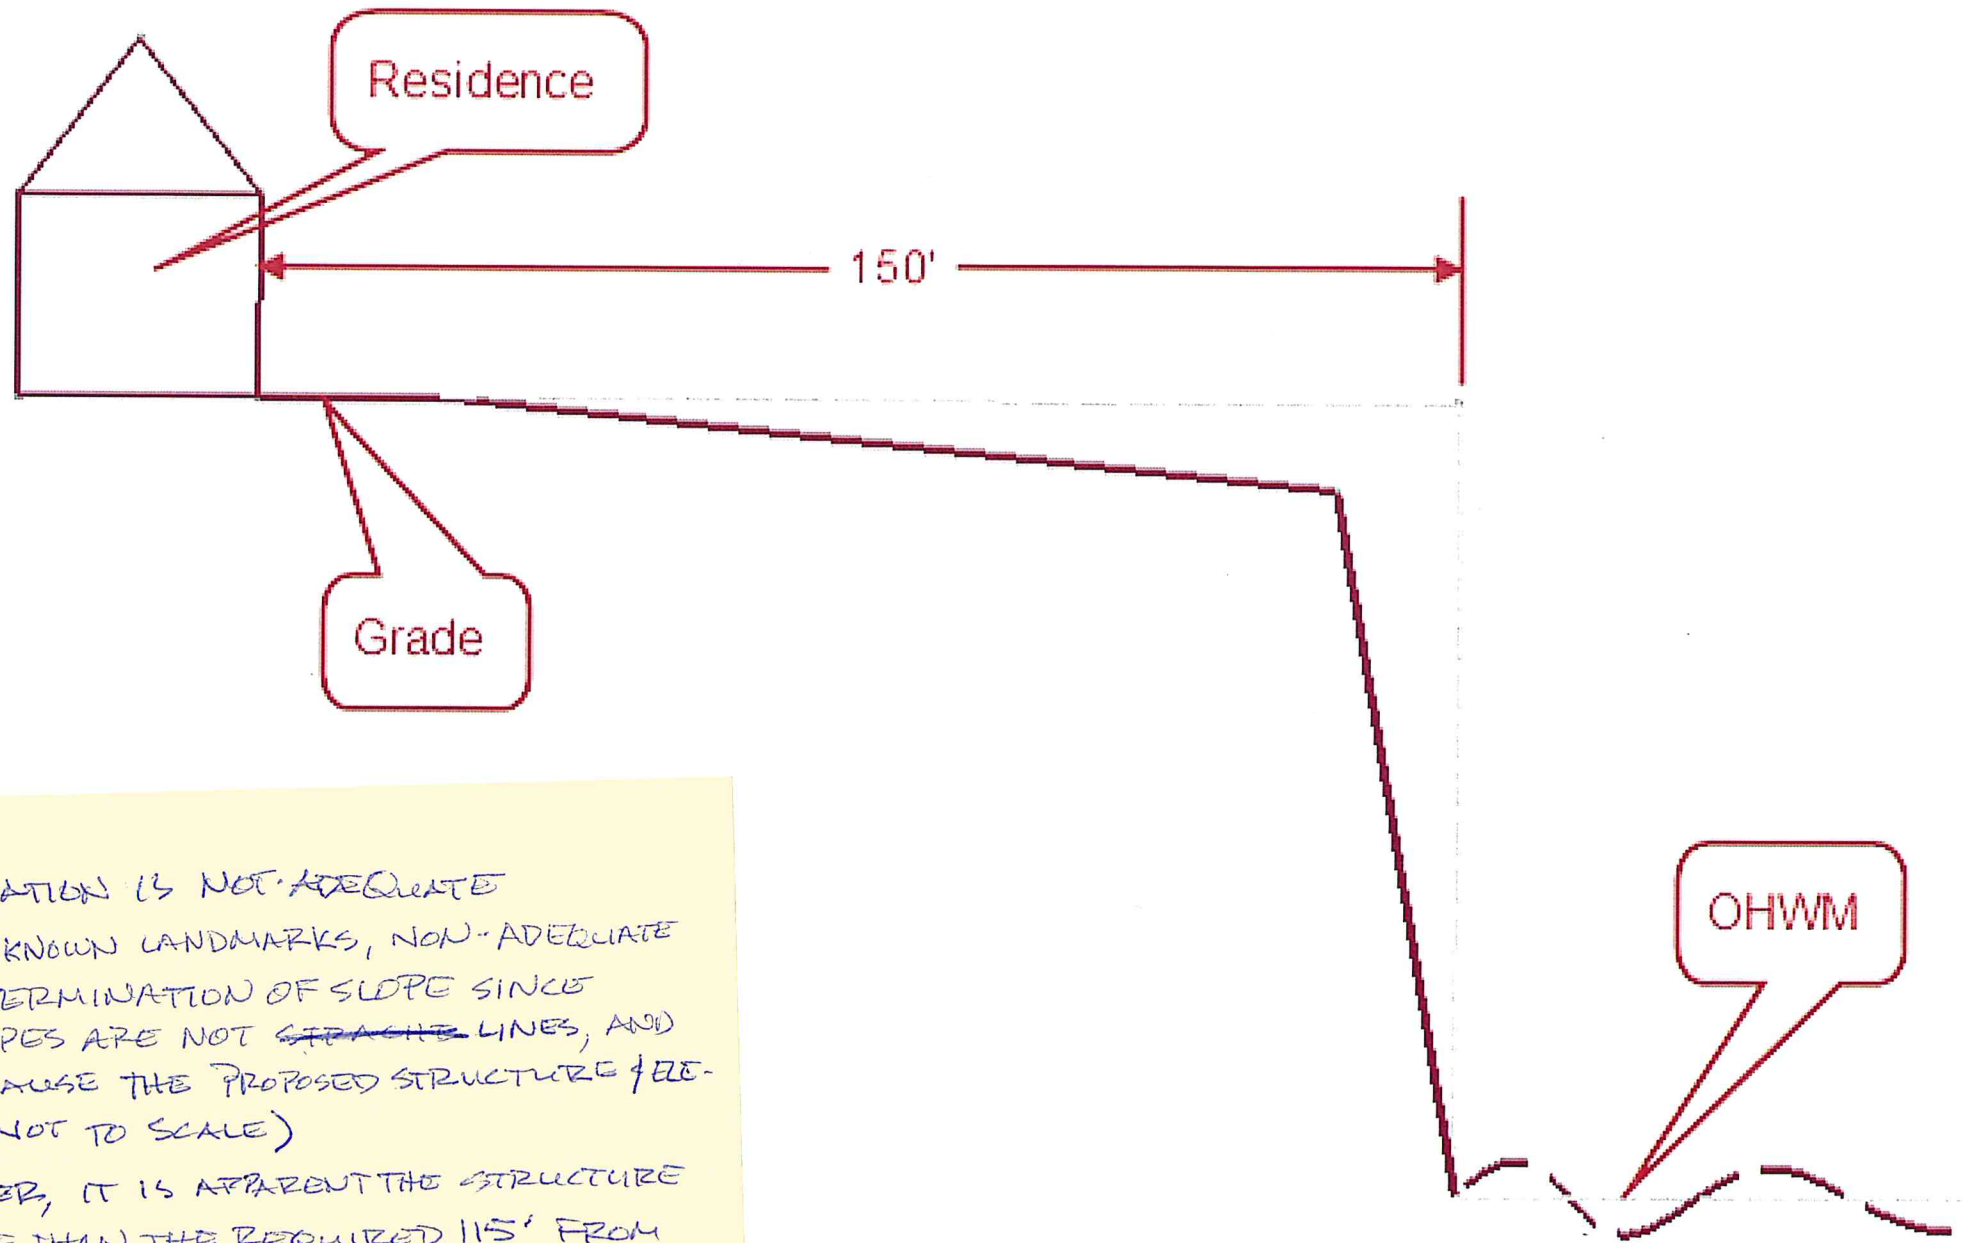 Residence
150'
Grade
OHWM
ATION IS NOT ADEQUATE
KNOWN LANDMARKS, NON-ADEQUATE
ERMINATION OF SLOPE SINCE
PES ARE NOT LINES, AND
AUSE THE PROPOSED STRUCTURE & ELE-
NOT TO SCALE)
ER, IT IS APPARENT THE STRUCTURE
THAN THE REQUIRED 115' FROM